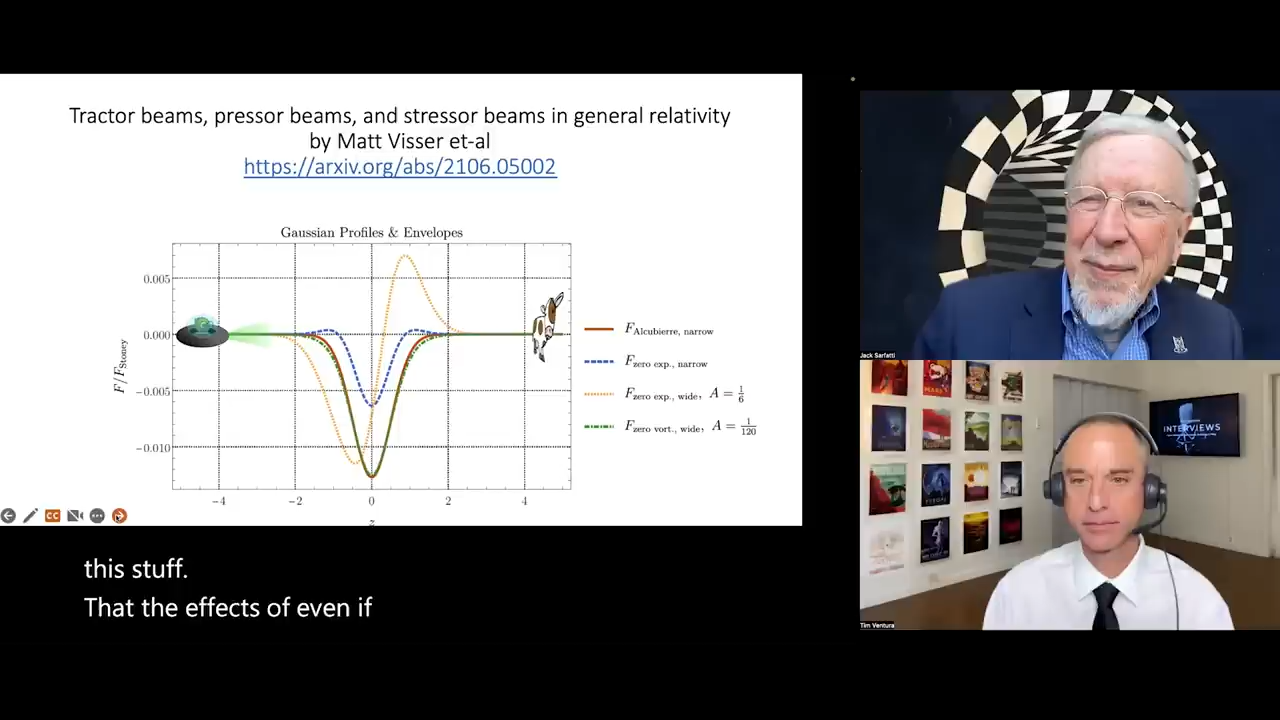 Tractor beams, pressor beams, and stressor beams in general relativity
by Matt Visser et-al
https://arxiv.org/abs/2106.05002
Gaussian Profiles & Envelopes
0.005
0.000
−0.005
−0.010
F/F_Stoney
−4
−2
0
2
4
z
F_Alcubierre, narrow
F_zero exp., narrow
F_zero exp., wide, A = 1/6
F_zero vort., wide, A = 1/120
CC
this stuff.
That the effects of even if
Jack Sarfatti
INTERVIEWS
Tim Ventura